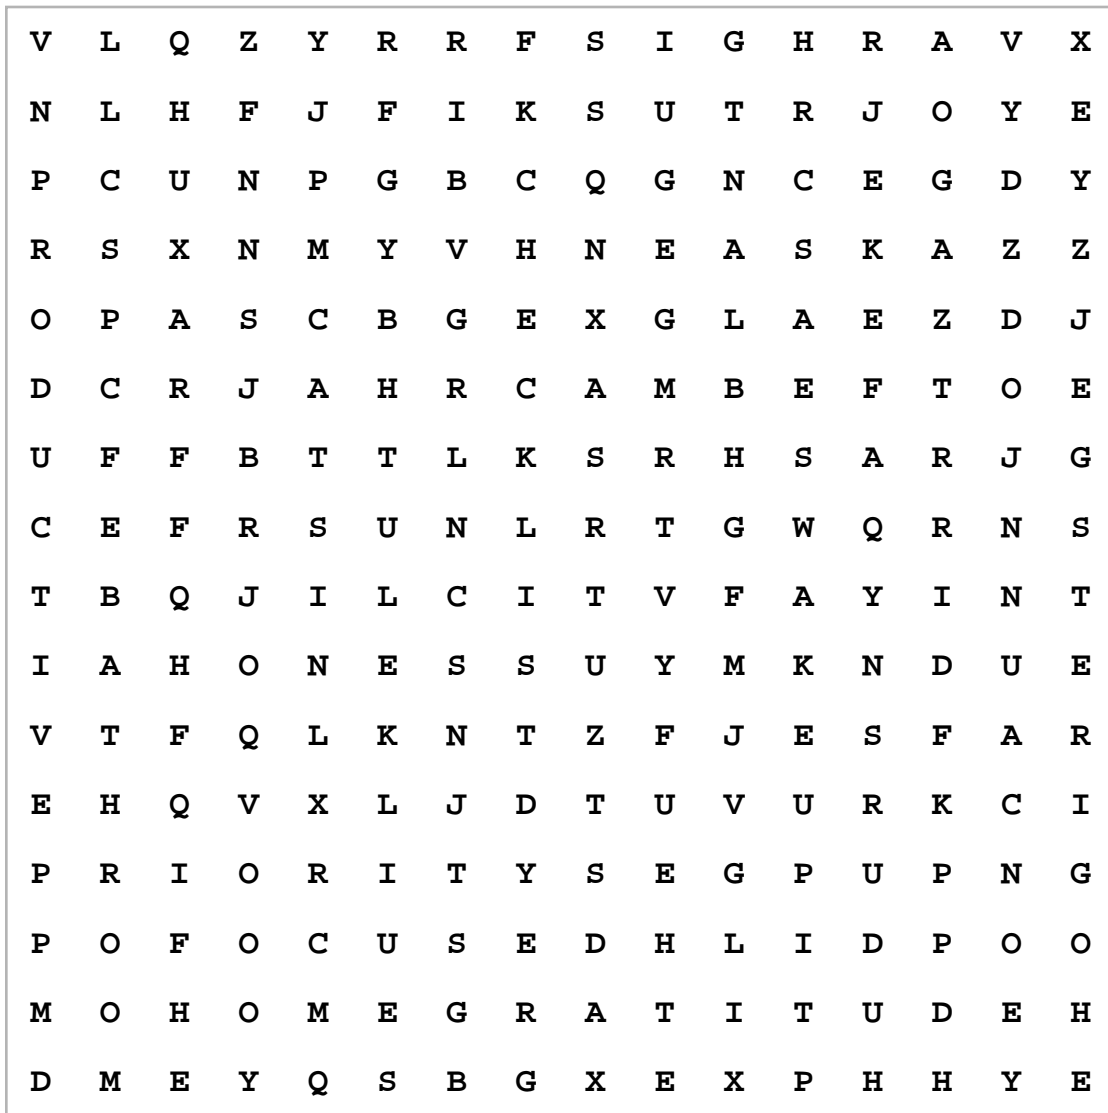 V L Q Z Y R R F S I G H R A V X
N L H F J F I K S U T R J O Y E
P C U N P G B C Q G N C E G D Y
R S X N M Y V H N E A S K A Z Z
O P A S C B G E X G L A E Z D J
D C R J A H R C A M B E F T O E
U F F B T T L K S R H S A R J G
C E F R S U N L R T G W Q R N S
T B Q J I L C I T V F A Y I N T
I A H O N E S S U Y M K N D U E
V T F Q L K N T Z F J E S F A R
E H Q V X L J D T U V U R K C I
P R I O R I T Y S E G P U P N G
P O F O C U S E D H L I D P O O
M O H O M E G R A T I T U D E H
D M E Y Q S B G X E X P H H Y E